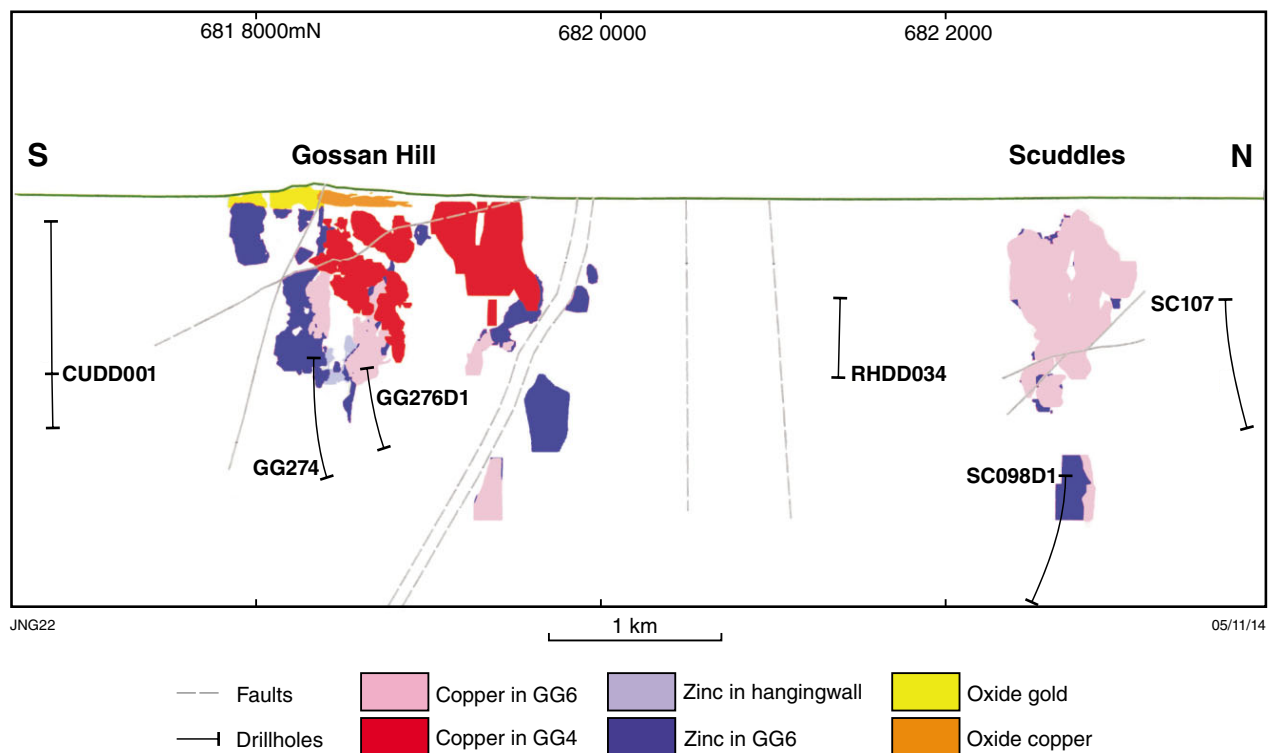 681 8000mN 682 0000 682 2000
S Gossan Hill Scuddles N
SC107
CUDD001 RHDD034
GG276D1
GG274 SC098D1
JNG22 1 km 05/11/14
Faults Copper in GG6 Zinc in hangingwall Oxide gold
Drillholes Copper in GG4 Zinc in GG6 Oxide copper